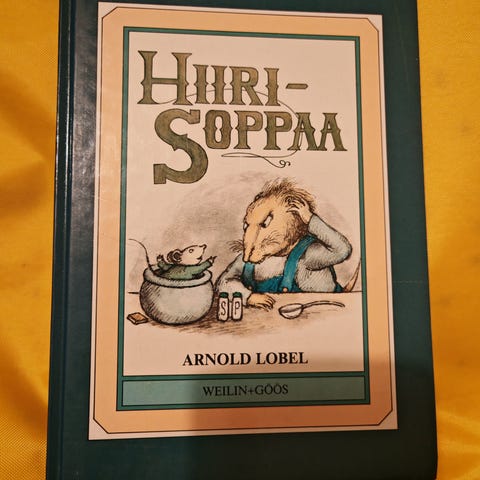 HIIRI-
SOPPAA
S P
ARNOLD LOBEL
WEILIN+GÖÖS